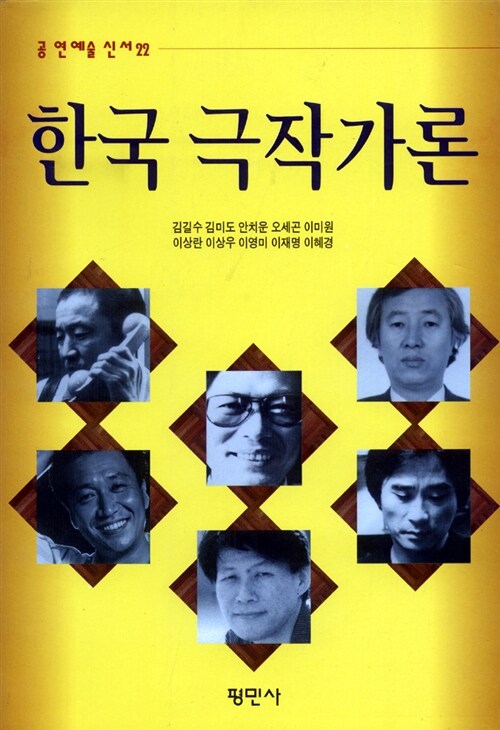 공연예술신서22
한국 극작가론
김길수 김미도 안치운 오세곤 이미원
이상란 이상우 이영미 이재명 이혜경
평민사